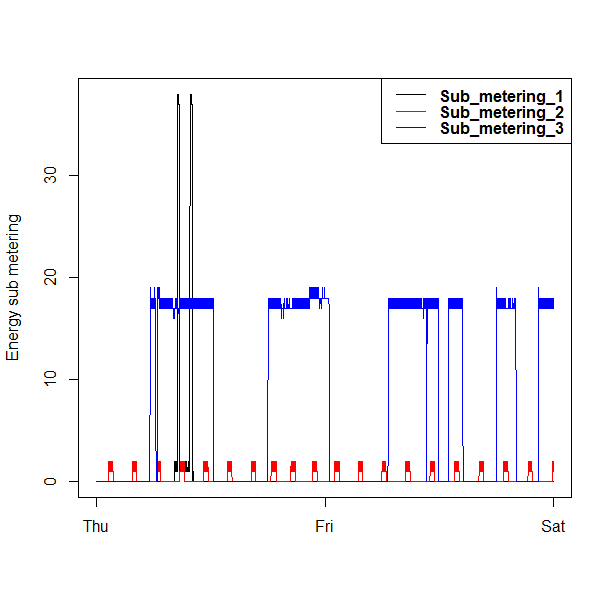 Sub_metering_1
Sub_metering_2
Sub_metering_3
30
20
10
0
Energy sub metering
Thu Fri Sat